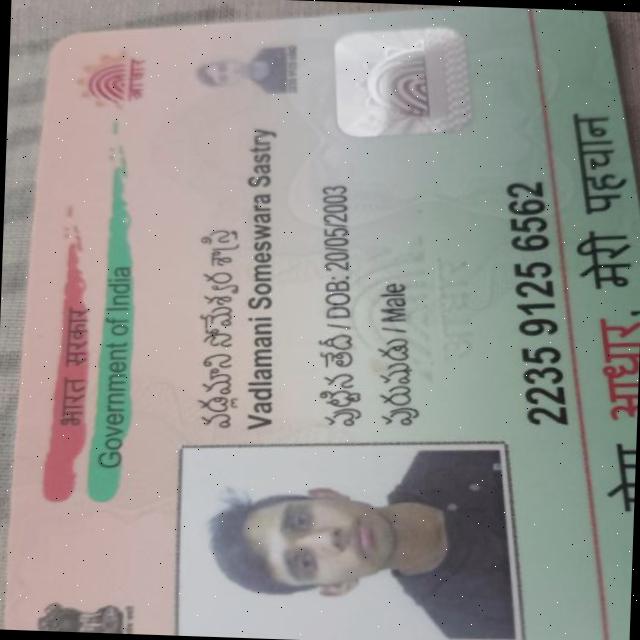 भारत सरकार
Government of India
వడ్లమాని సోమేశ్వర శాస్త్రి
Vadlamani Someswara Sastry
పుట్టిన తేదీ / DOB: 20/05/2003
పురుషుడు / Male
2235 9125 6562
आधार, मेरी पहचान